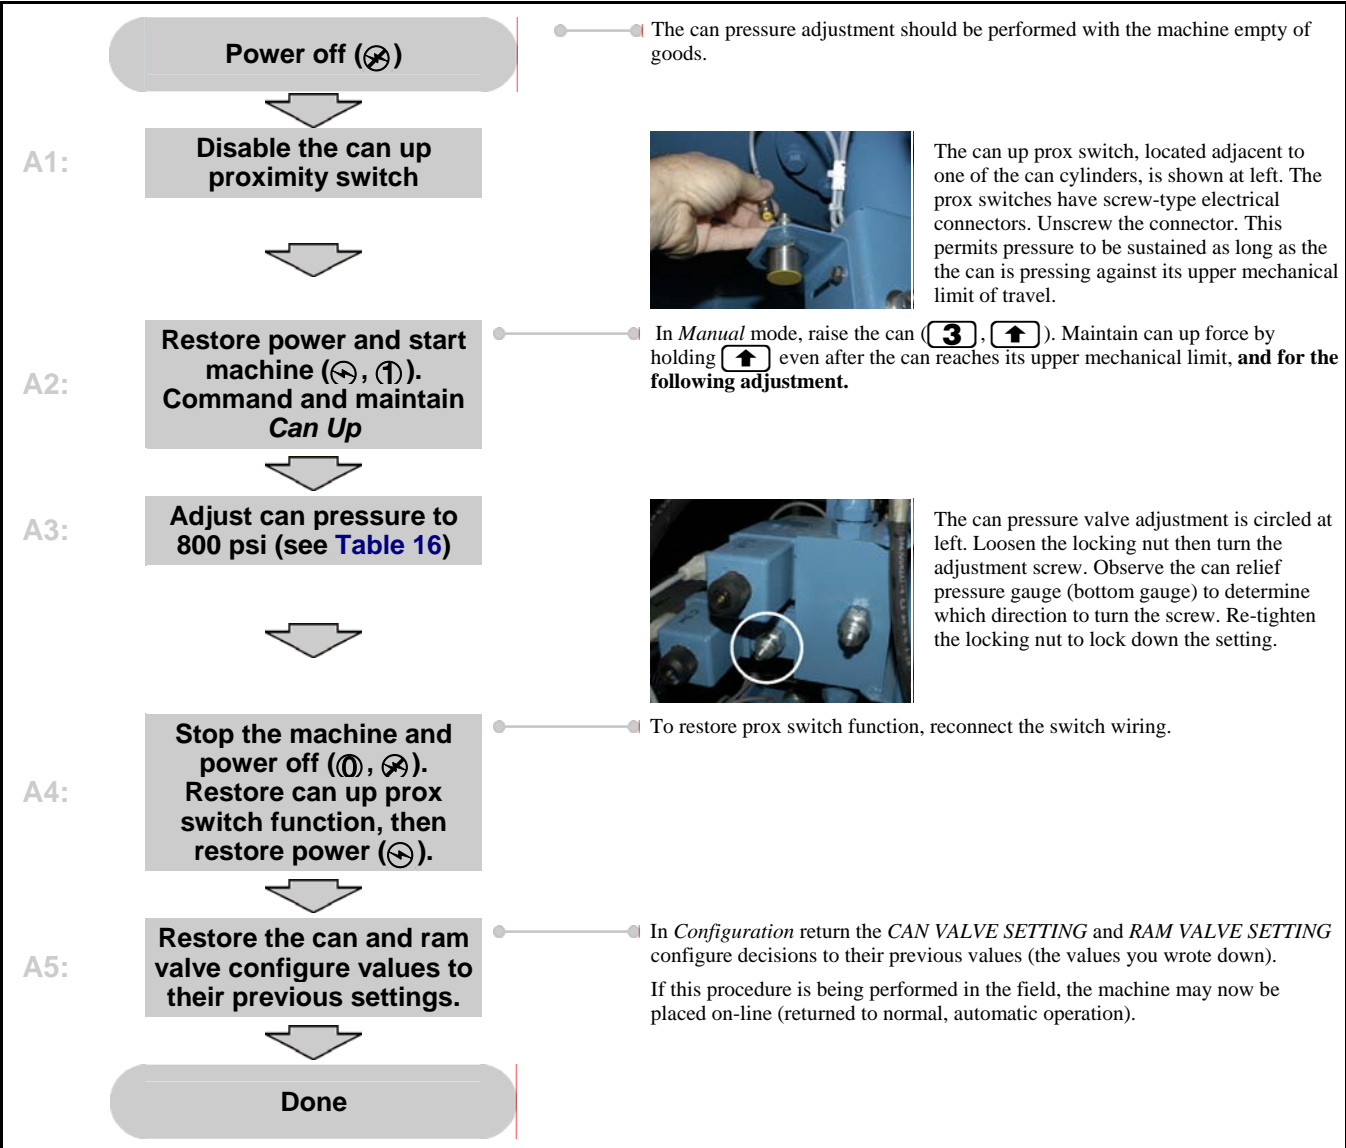 Power off ( )
The can pressure adjustment should be performed with the machine empty of
goods.
A1:
Disable the can up
proximity switch
The can up prox switch, located adjacent to
one of the can cylinders, is shown at left. The
prox switches have screw-type electrical
connectors. Unscrew the connector. This
permits pressure to be sustained as long as the
the can is pressing against its upper mechanical
limit of travel.
A2:
Restore power and start
machine ( , 1).
Command and maintain
Can Up
In Manual mode, raise the can ( 3 , ⬆ ). Maintain can up force by
holding ⬆ even after the can reaches its upper mechanical limit, and for the
following adjustment.
A3:
Adjust can pressure to
800 psi (see Table 16)
The can pressure valve adjustment is circled at
left. Loosen the locking nut then turn the
adjustment screw. Observe the can relief
pressure gauge (bottom gauge) to determine
which direction to turn the screw. Re-tighten
the locking nut to lock down the setting.
A4:
Stop the machine and
power off (0, ).
Restore can up prox
switch function, then
restore power ( ).
To restore prox switch function, reconnect the switch wiring.
A5:
Restore the can and ram
valve configure values to
their previous settings.
In Configuration return the CAN VALVE SETTING and RAM VALVE SETTING
configure decisions to their previous values (the values you wrote down).
If this procedure is being performed in the field, the machine may now be
placed on-line (returned to normal, automatic operation).
Done